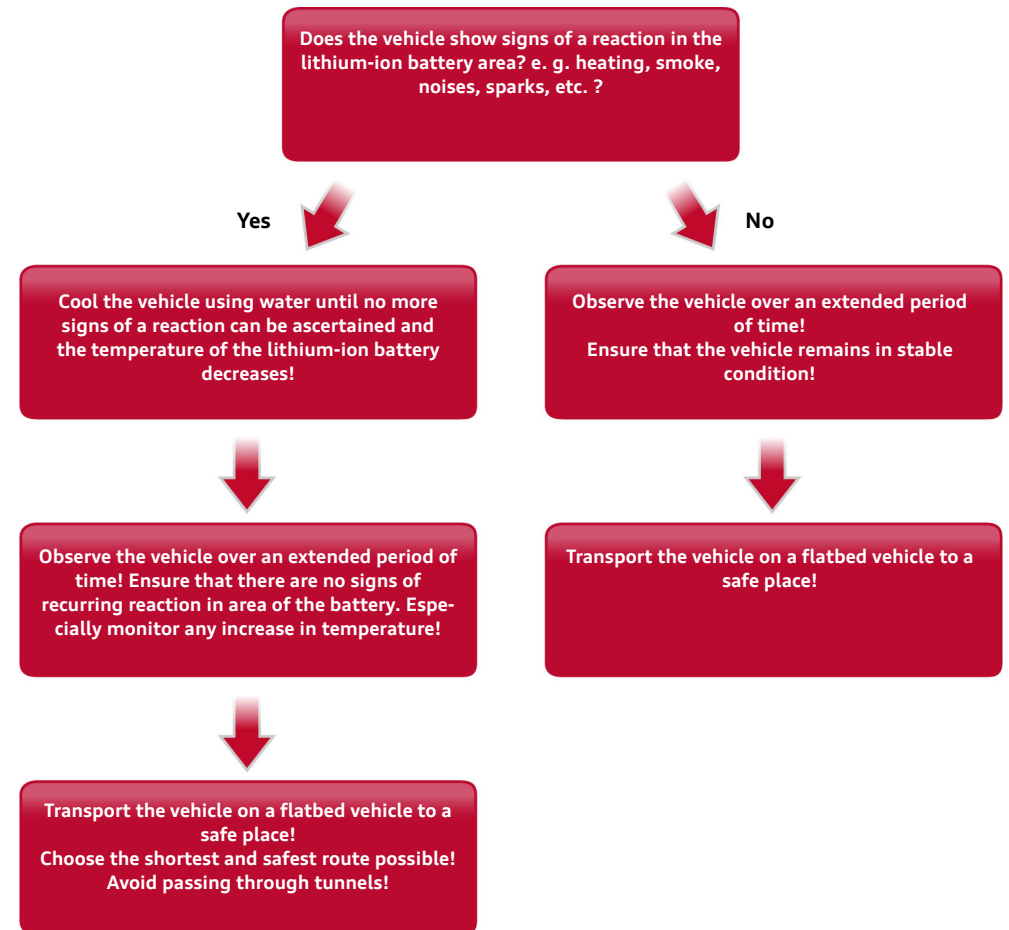 Does the vehicle show signs of a reaction in the
lithium-ion battery area? e. g. heating, smoke,
noises, sparks, etc. ?
Yes
No
Cool the vehicle using water until no more
signs of a reaction can be ascertained and
the temperature of the lithium-ion battery
decreases!
Observe the vehicle over an extended period
of time!
Ensure that the vehicle remains in stable
condition!
Observe the vehicle over an extended period of
time! Ensure that there are no signs of
recurring reaction in area of the battery. Espe-
cially monitor any increase in temperature!
Transport the vehicle on a flatbed vehicle to a
safe place!
Transport the vehicle on a flatbed vehicle to a
safe place!
Choose the shortest and safest route possible!
Avoid passing through tunnels!